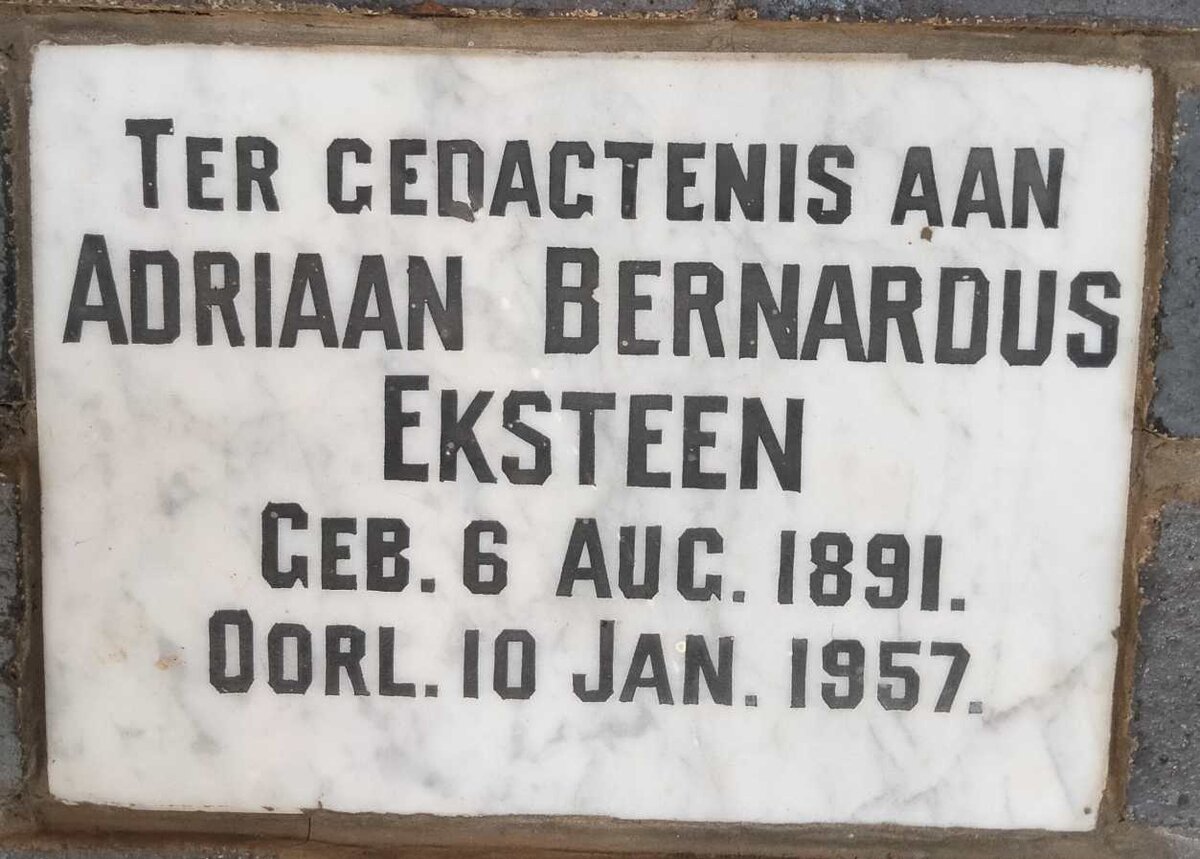 TER GEDACTENIS AAN
ADRIAAN BERNARDUS
EKSTEEN
GEB. 6 AUG. 1891.
OORL. 10 JAN. 1957.